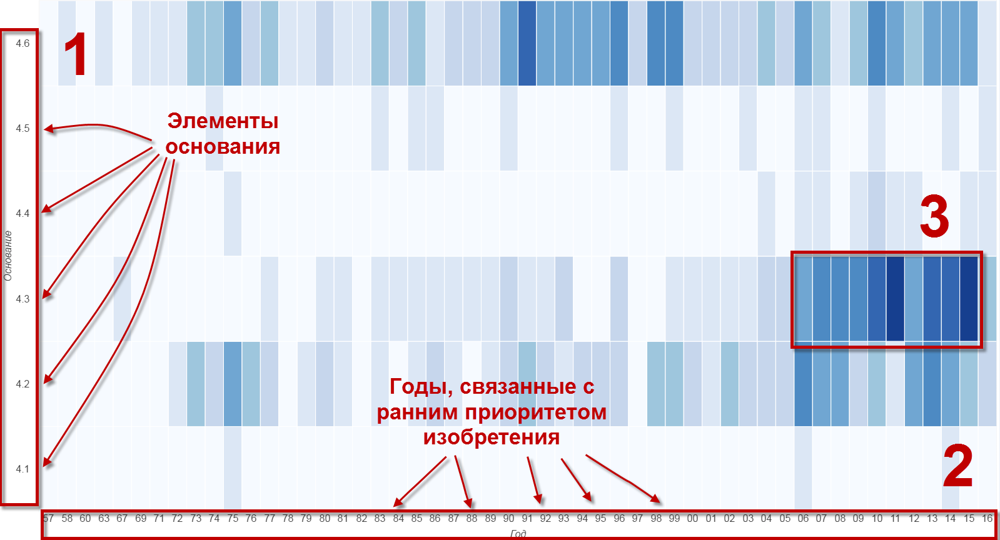 1
4.6
Элементы
основания
4.5
3
4.4
Основание
4.3
4.2
Годы, связанные с
ранним приоритетом
изобретения
2
4.1
57 58 60 63 67 69 71 72 73 74 75 76 77 78 79 80 81 82 83 84 85 86 87 88 89 90 91 92 93 94 95 96 97 98 99 00 01 02 03 04 05 06 07 08 09 10 11 12 13 14 15 16
Год